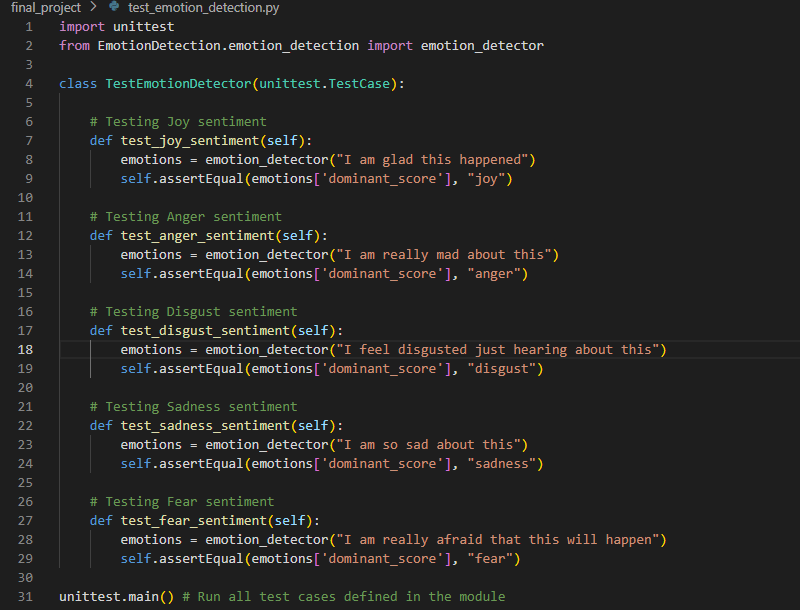 final_project > test_emotion_detection.py
1 import unittest
2 from EmotionDetection.emotion_detection import emotion_detector
3
4 class TestEmotionDetector(unittest.TestCase):
5
6     # Testing Joy sentiment
7     def test_joy_sentiment(self):
8         emotions = emotion_detector("I am glad this happened")
9         self.assertEqual(emotions['dominant_score'], "joy")
10
11     # Testing Anger sentiment
12     def test_anger_sentiment(self):
13         emotions = emotion_detector("I am really mad about this")
14         self.assertEqual(emotions['dominant_score'], "anger")
15
16     # Testing Disgust sentiment
17     def test_disgust_sentiment(self):
18         emotions = emotion_detector("I feel disgusted just hearing about this")
19         self.assertEqual(emotions['dominant_score'], "disgust")
20
21     # Testing Sadness sentiment
22     def test_sadness_sentiment(self):
23         emotions = emotion_detector("I am so sad about this")
24         self.assertEqual(emotions['dominant_score'], "sadness")
25
26     # Testing Fear sentiment
27     def test_fear_sentiment(self):
28         emotions = emotion_detector("I am really afraid that this will happen")
29         self.assertEqual(emotions['dominant_score'], "fear")
30
31 unittest.main() # Run all test cases defined in the module